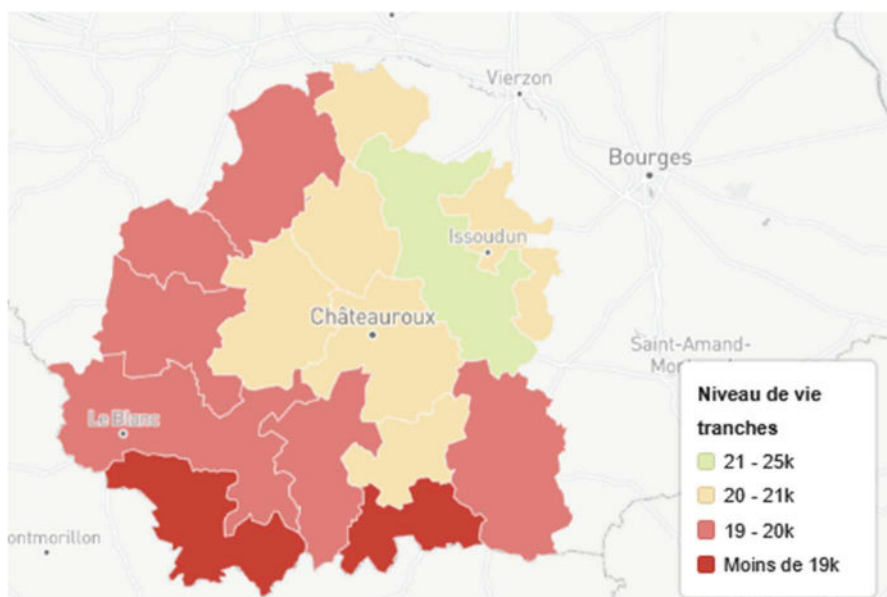 Vierzon
Bourges
Issoudun
Châteauroux
Saint-Amand-
Le Blanc
ontmorillon
Niveau de vie
tranches
21 - 25k
20 - 21k
19 - 20k
Moins de 19k